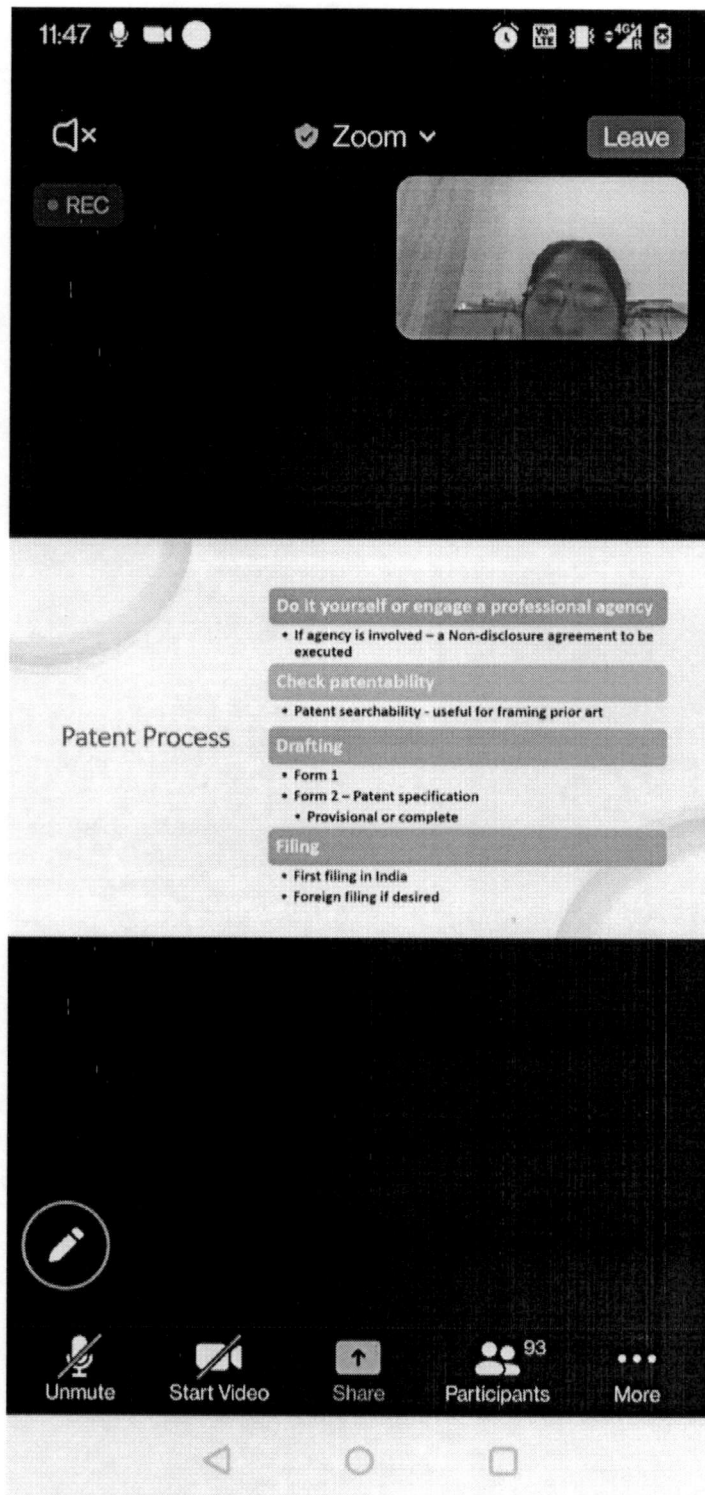 11:47
Vo LTE
4G+
R
Zoom
Leave
REC
Do it yourself or engage a professional agency
• If agency is involved – a Non-disclosure agreement to be
executed
Check patentability
• Patent searchability - useful for framing prior art
Patent Process
Drafting
• Form 1
• Form 2 – Patent specification
• Provisional or complete
Filing
• First filing in India
• Foreign filing if desired
93
Unmute
Start Video
Share
Participants
More